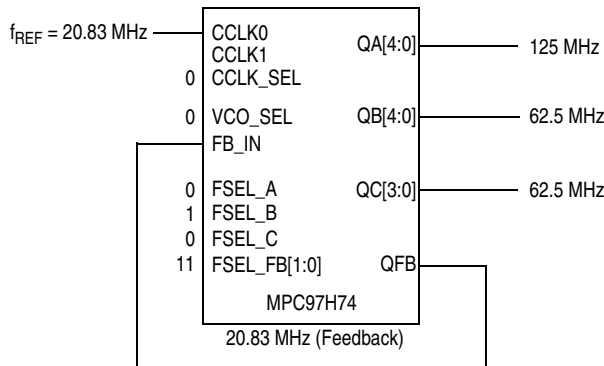 fREF = 20.83 MHz
CCLK0
CCLK1
0 CCLK_SEL
0 VCO_SEL
FB_IN
0 FSEL_A
1 FSEL_B
0 FSEL_C
11 FSEL_FB[1:0]
QA[4:0] 125 MHz
QB[4:0] 62.5 MHz
QC[3:0] 62.5 MHz
QFB
MPC97H74
20.83 MHz (Feedback)